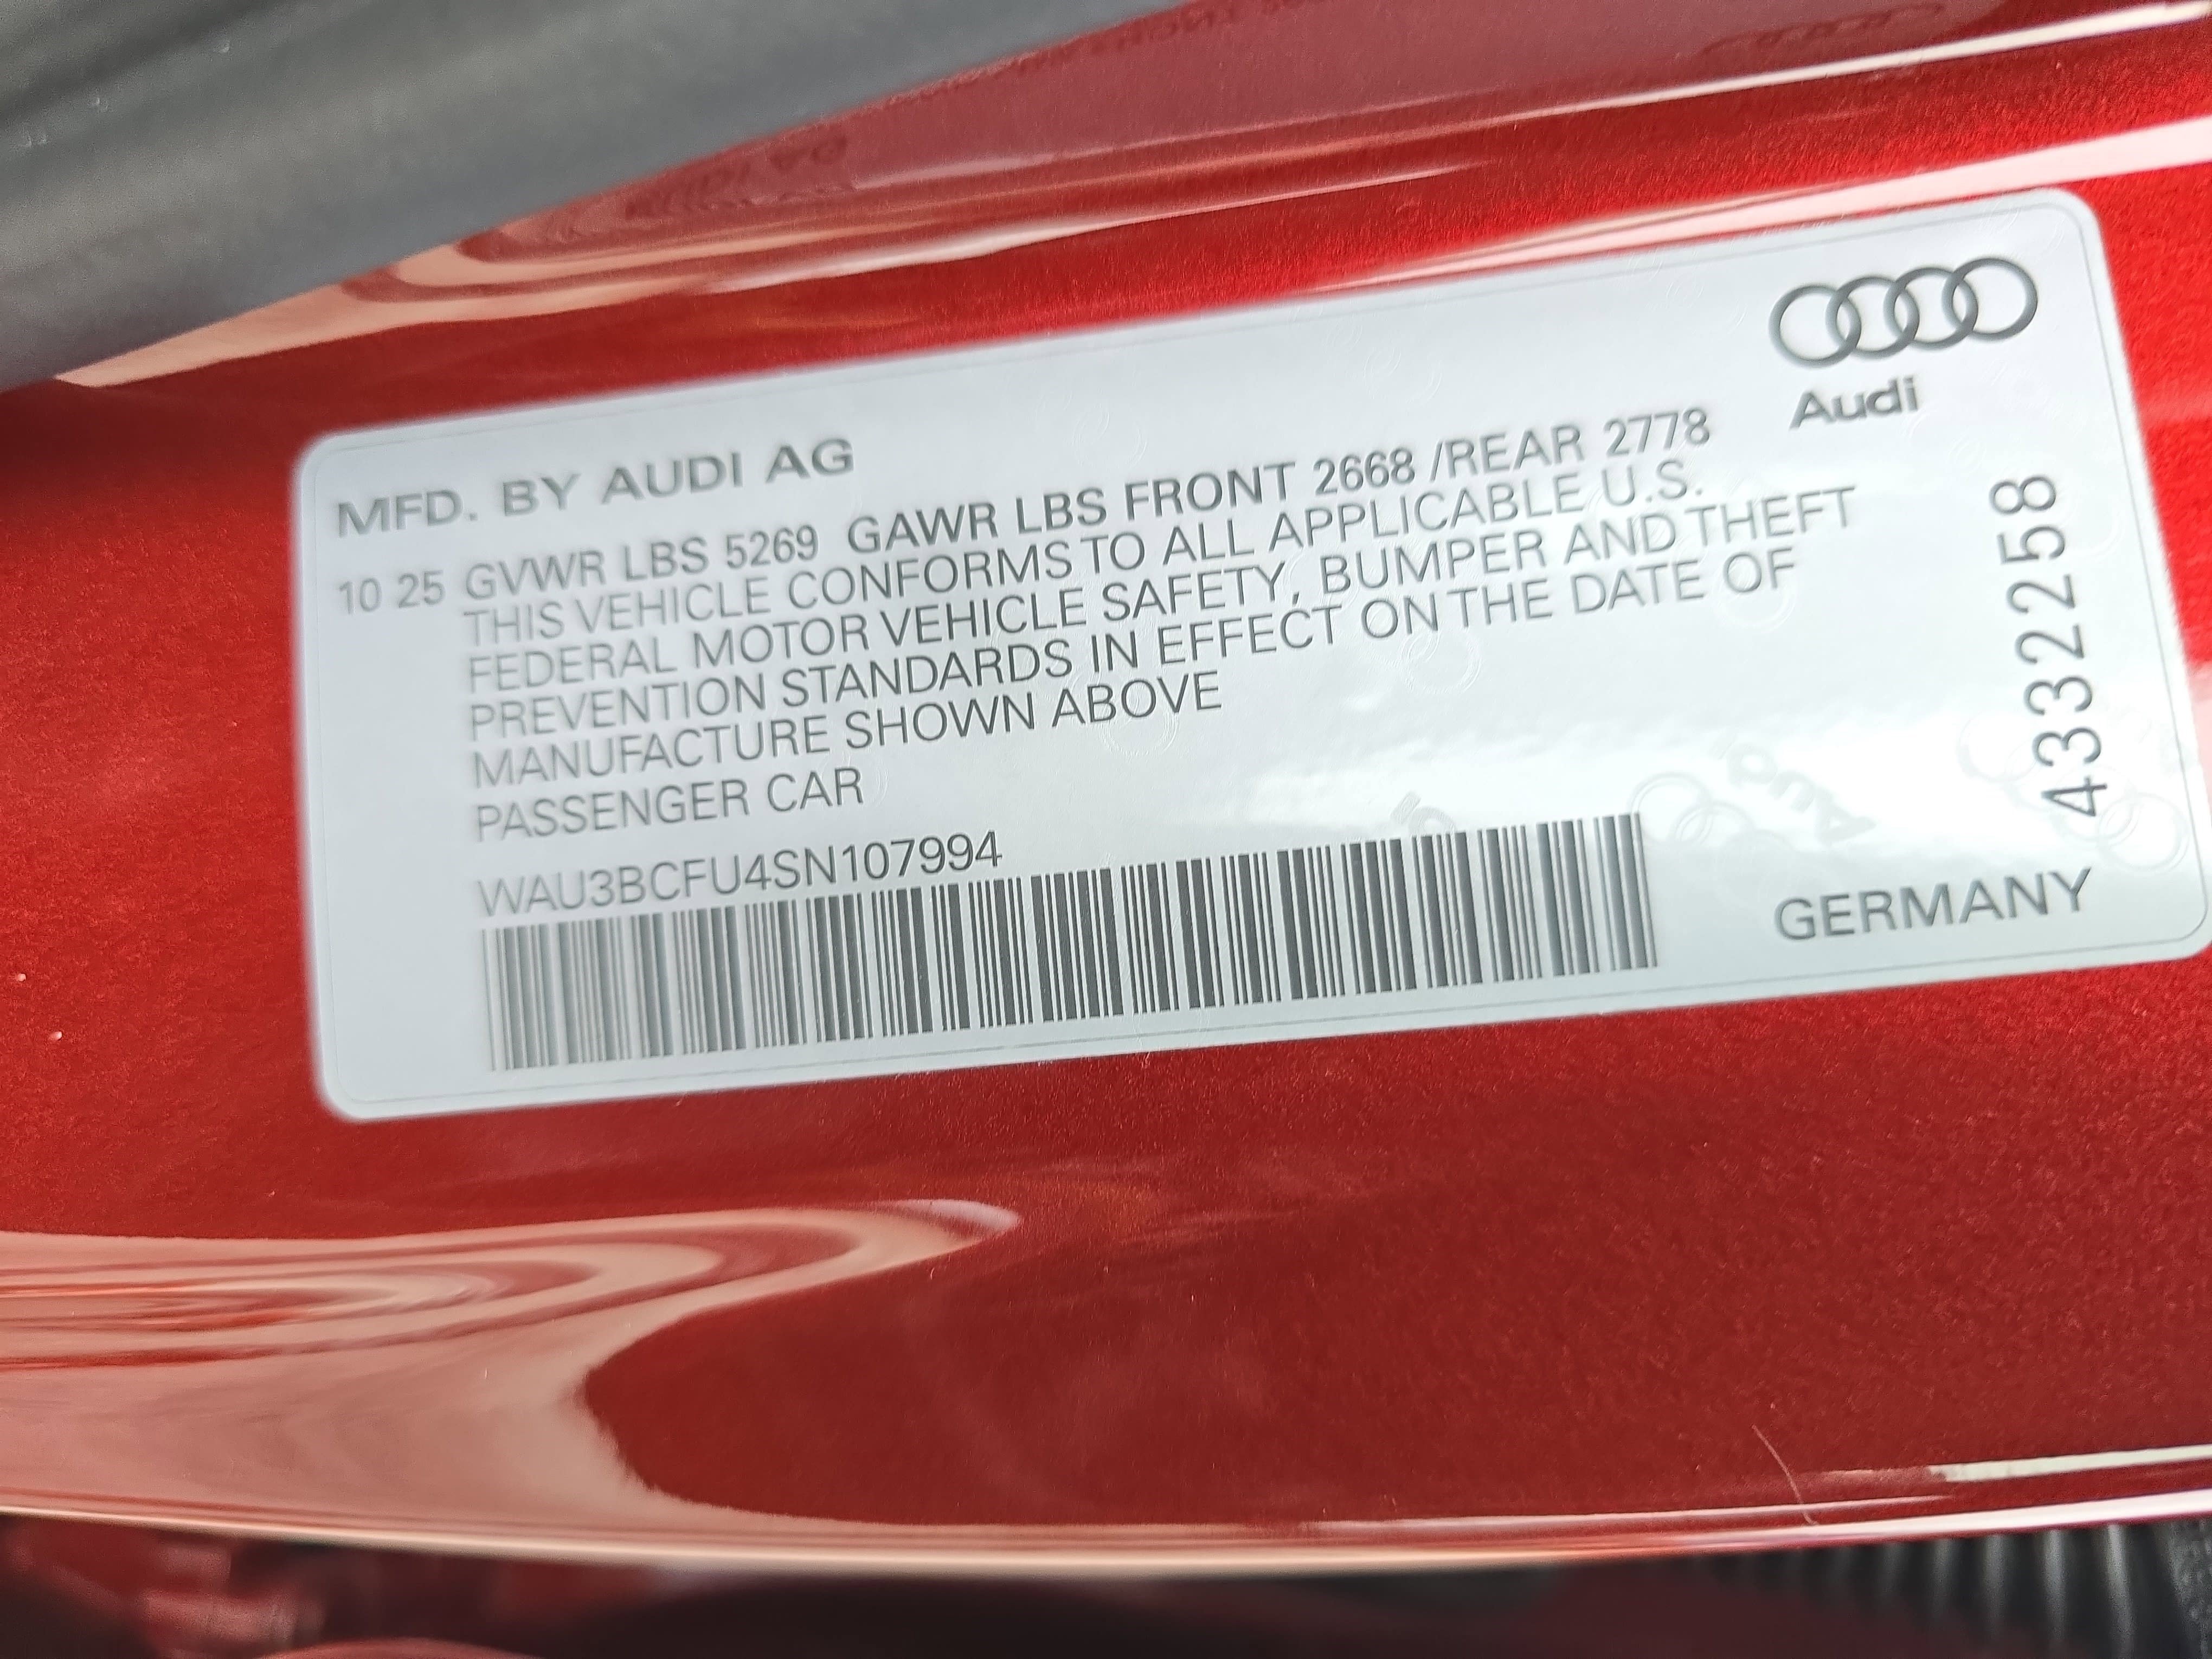 Audi
MFD. BY AUDI AG
10 25 GVWR LBS 5269 GAWR LBS FRONT 2668 /REAR 2778
THIS VEHICLE CONFORMS TO ALL APPLICABLE U.S.
FEDERAL MOTOR VEHICLE SAFETY, BUMPER AND THEFT
PREVENTION STANDARDS IN EFFECT ON THE DATE OF
MANUFACTURE SHOWN ABOVE
PASSENGER CAR
WAU3BCFU4SN107994
GERMANY
4332258
Audi